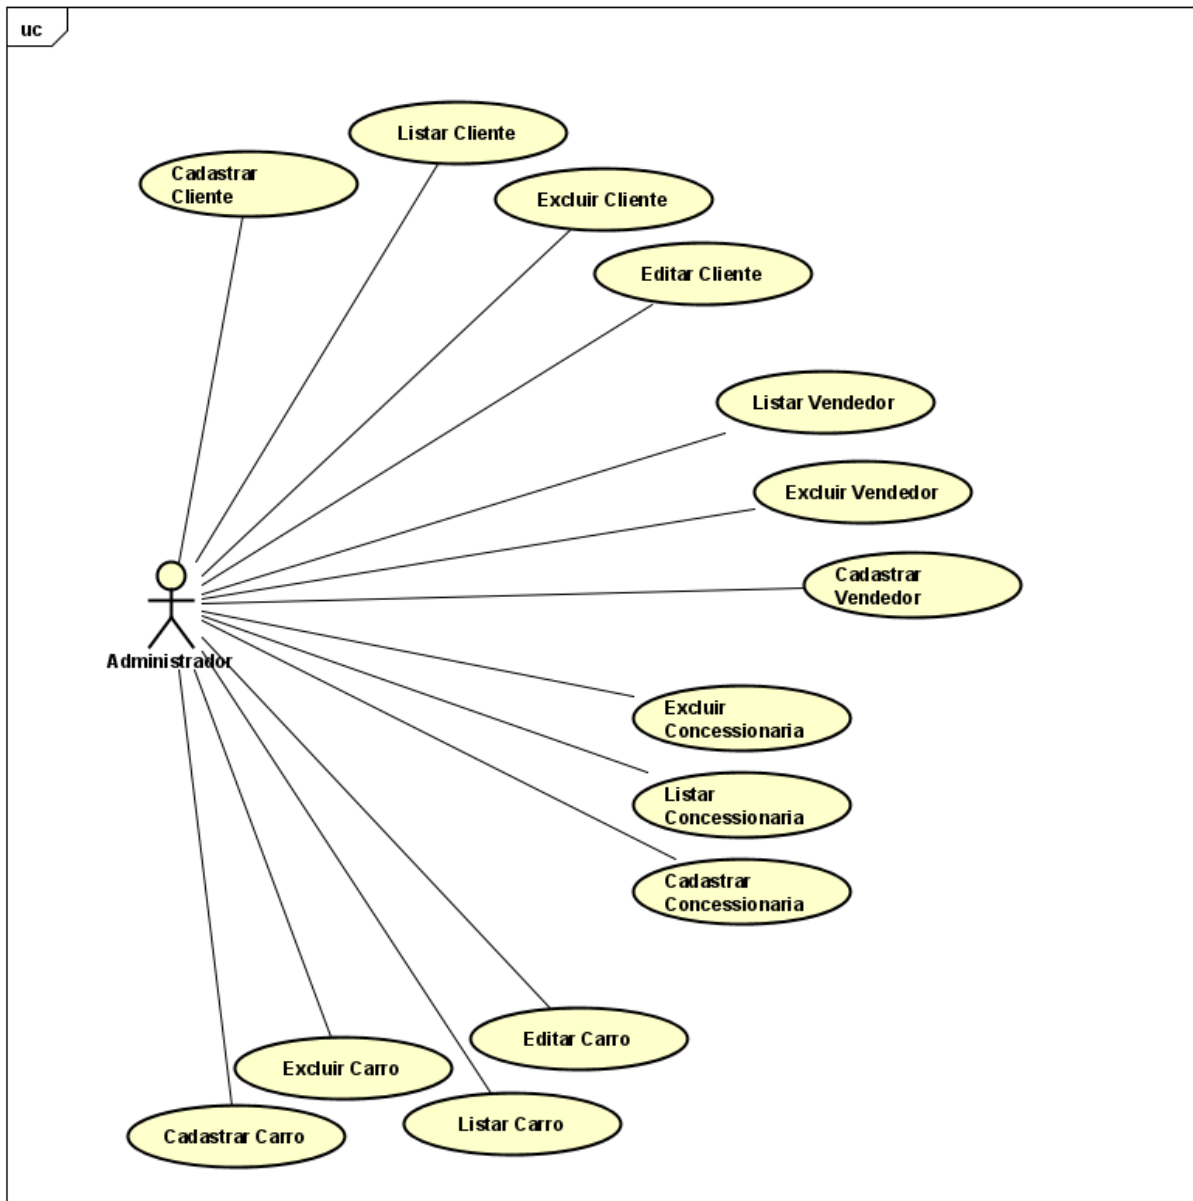 uc
Listar Cliente
Cadastrar
Cliente
Excluir Cliente
Editar Cliente
Listar Vendedor
Excluir Vendedor
Cadastrar
Vendedor
Administrador
Excluir
Concessionaria
Listar
Concessionaria
Cadastrar
Concessionaria
Editar Carro
Excluir Carro
Listar Carro
Cadastrar Carro